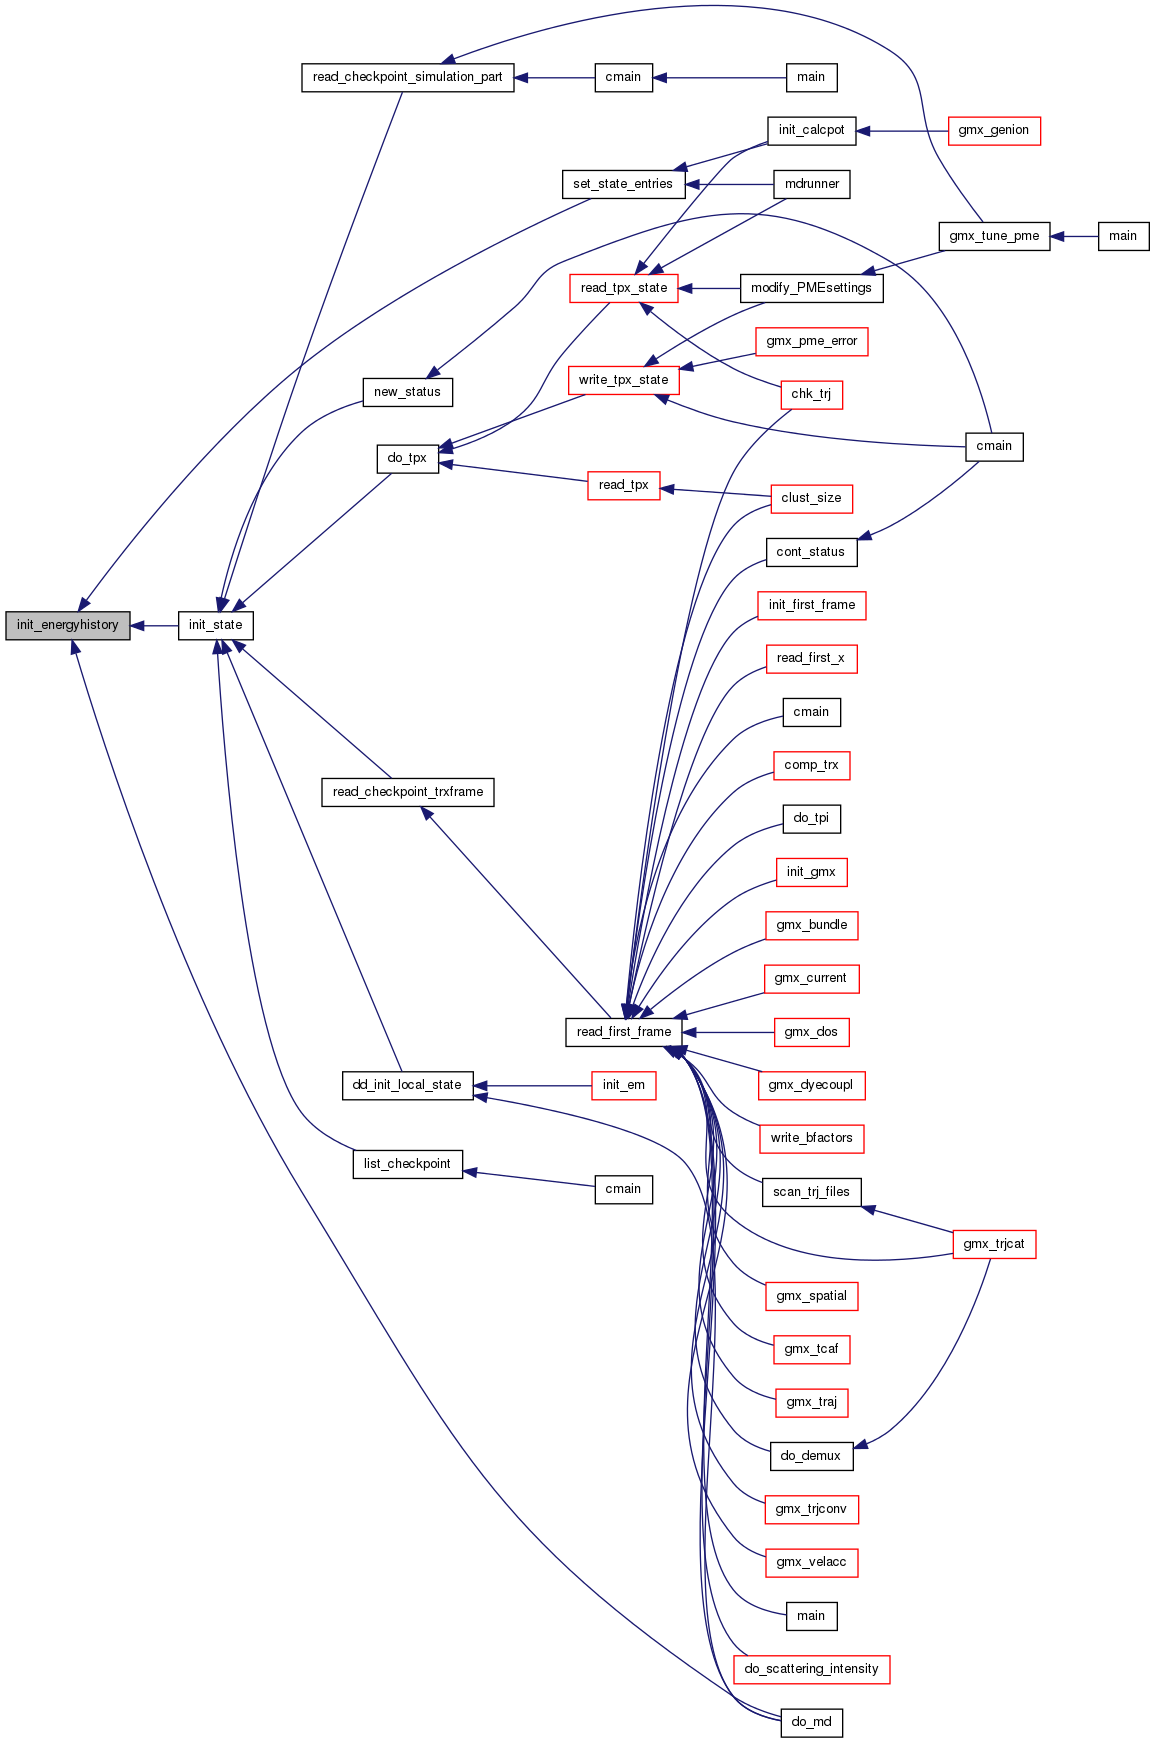 read_checkpoint_simulation_part
cmain
main
init_calcpot
gmx_genion
set_state_entries
mdrunner
gmx_tune_pme
main
read_tpx_state
modify_PMEsettings
gmx_pme_error
write_tpx_state
new_status
chk_trj
cmain
do_tpx
read_tpx
clust_size
cont_status
init_first_frame
init_energyhistory
init_state
read_first_x
cmain
comp_trx
read_checkpoint_trxframe
do_tpi
init_gmx
gmx_bundle
gmx_current
read_first_frame
gmx_dos
dd_init_local_state
init_em
gmx_dyecoupl
write_bfactors
list_checkpoint
cmain
scan_trj_files
gmx_trjcat
gmx_spatial
gmx_tcaf
gmx_traj
do_demux
gmx_trjconv
gmx_velacc
main
do_scattering_intensity
do_md